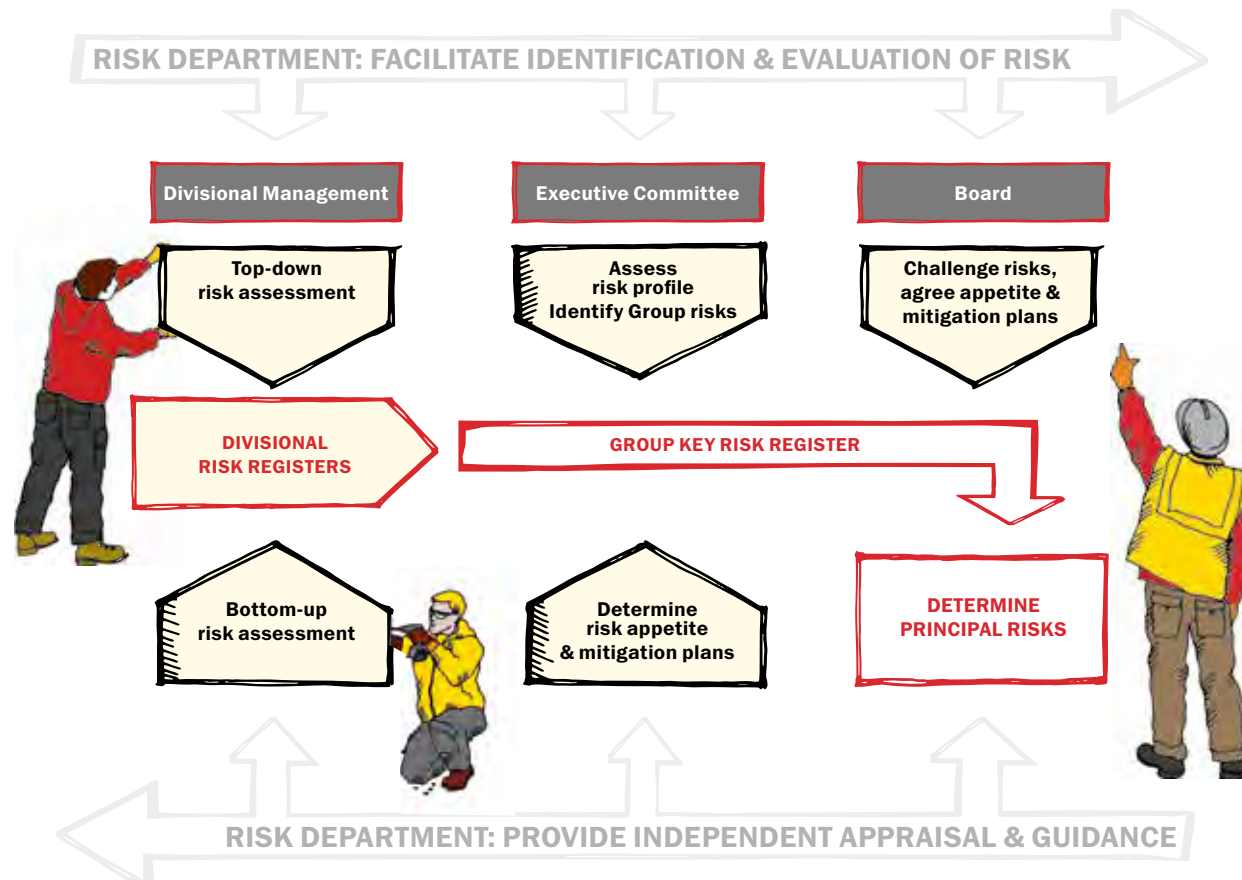 RISK DEPARTMENT: FACILITATE IDENTIFICATION & EVALUATION OF RISK
Divisional Management
Executive Committee
Board
Top-down
risk assessment
Assess
risk profile
Identify Group risks
Challenge risks,
agree appetite &
mitigation plans
DIVISIONAL
RISK REGISTERS
GROUP KEY RISK REGISTER
Bottom-up
risk assessment
Determine
risk appetite
& mitigation plans
DETERMINE
PRINCIPAL RISKS
RISK DEPARTMENT: PROVIDE INDEPENDENT APPRAISAL & GUIDANCE